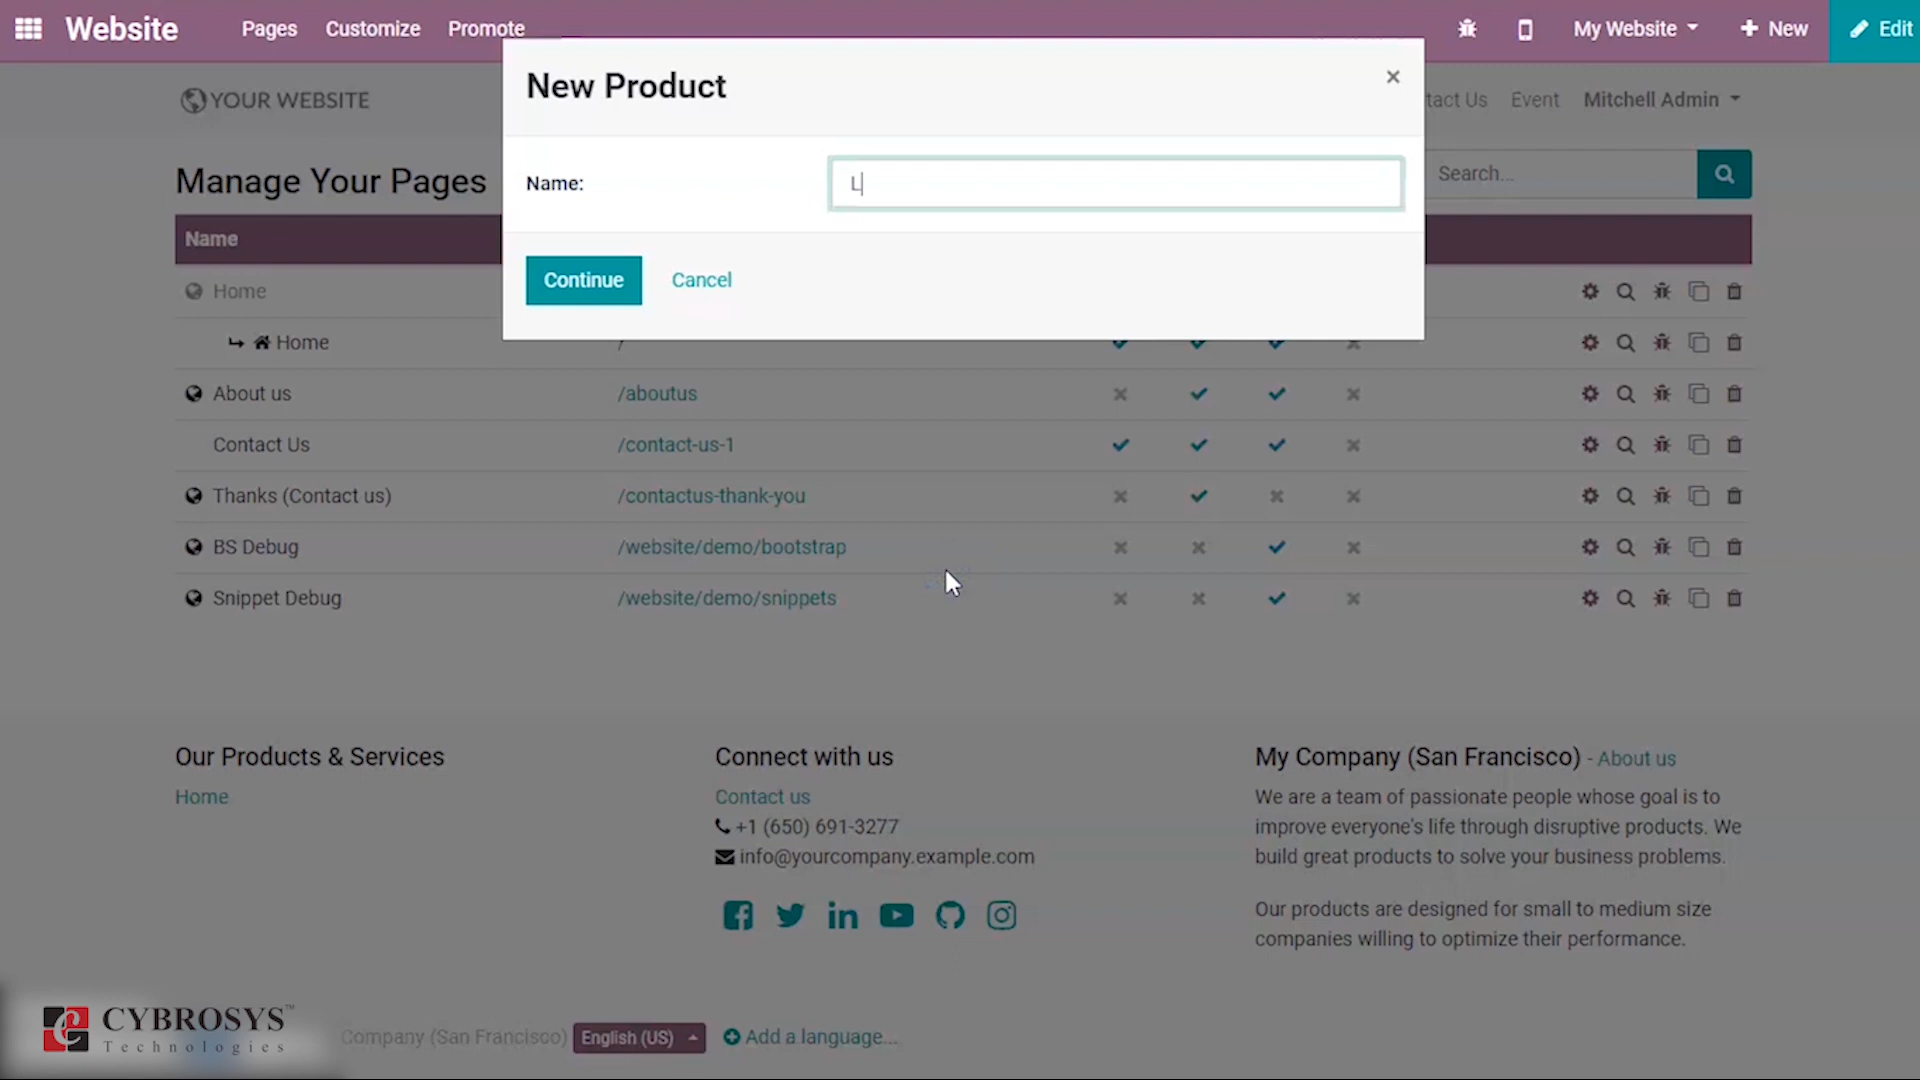 Website Pages Customize Promote My Website New Edit
New Product
YOUR WEBSITE tact Us Event Mitchell Admin
Name: L
Manage Your Pages Search...
Name
Continue Cancel
Home
Home /
About us /aboutus
Contact Us /contact-us-1
Thanks (Contact us) /contactus-thank-you
BS Debug /website/demo/bootstrap
Snippet Debug /website/demo/snippets
Our Products & Services
Home
Connect with us
Contact us
+1 (650) 691-3277
info@yourcompany.example.com
My Company (San Francisco) - About us
We are a team of passionate people whose goal is to
improve everyone's life through disruptive products. We
build great products to solve your business problems.
Our products are designed for small to medium size
companies willing to optimize their performance.
CYBROSYS™
Technologies
Company (San Francisco) English (US) Add a language...